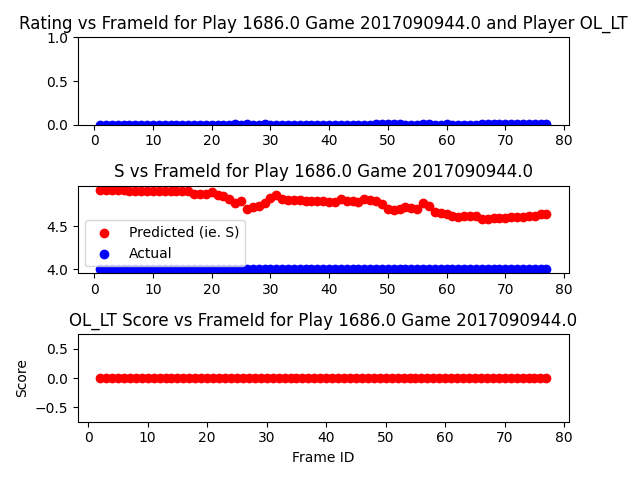 Rating vs FrameId for Play 1686.0 Game 2017090944.0 and Player OL_LT
1.0
0.5
0.0
0 10 20 30 40 50 60 70 80
S vs FrameId for Play 1686.0 Game 2017090944.0
4.5
4.0
Predicted (ie. S)
Actual
0 10 20 30 40 50 60 70 80
OL_LT Score vs FrameId for Play 1686.0 Game 2017090944.0
Score
0.5
0.0
−0.5
0 10 20 30 40 50 60 70 80
Frame ID